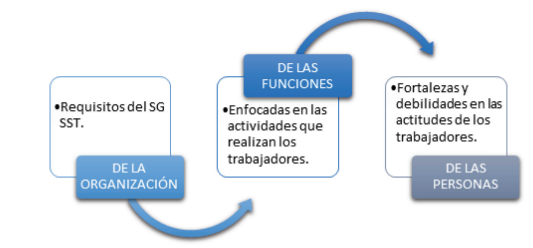 •Requisitos del SG
SST.
DE LA
ORGANIZACIÓN
DE LAS
FUNCIONES
•Enfocadas en las
actividades que
realizan los
trabajadores.
•Fortalezas y
debilidades en las
actitudes de los
trabajadores.
DE LAS
PERSONAS